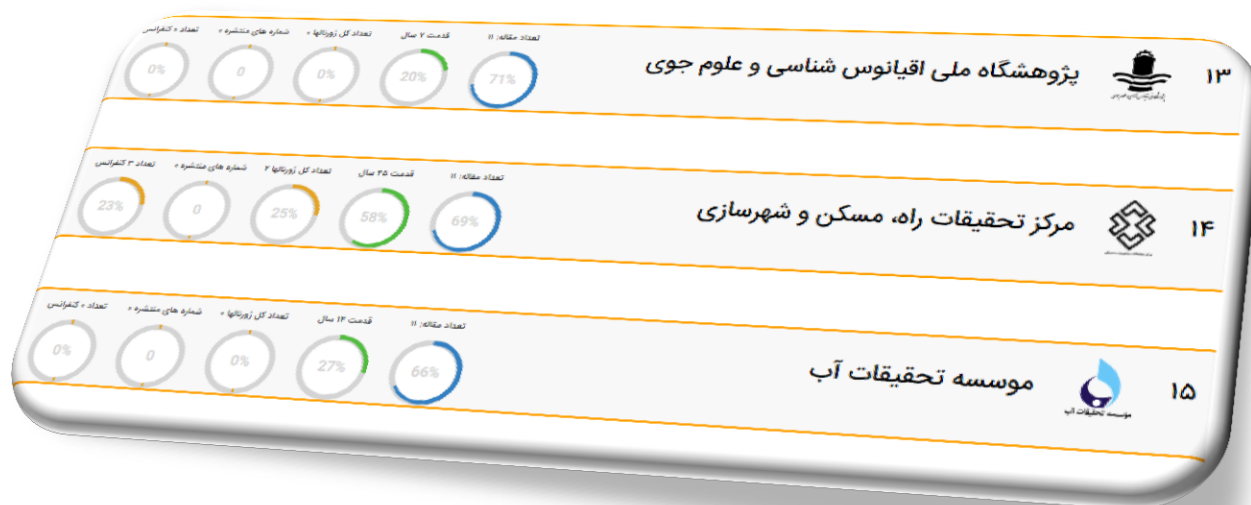 ۱۳
پژوهشگاه ملی اقیانوس شناسی و علوم جوی
تعداد مقاله: ۱۱
71%
قدمت ۷ سال
20%
تعداد کل ژورنالها ۰
0%
شماره های منتشره ۰
0
تعداد ۰ کنفرانس
0%
۱۴
مرکز تحقیقات راه، مسکن و شهرسازی
تعداد مقاله: ۱۱
69%
قدمت ۴۵ سال
58%
تعداد کل ژورنالها ۲
25%
شماره های منتشره ۰
0
تعداد ۳ کنفرانس
23%
۱۵
موسسه تحقیقات آب
موسسه تحقیقات آب
تعداد مقاله: ۱۱
66%
قدمت ۱۴ سال
27%
تعداد کل ژورنالها ۰
0%
شماره های منتشره ۰
0
تعداد ۰ کنفرانس
0%